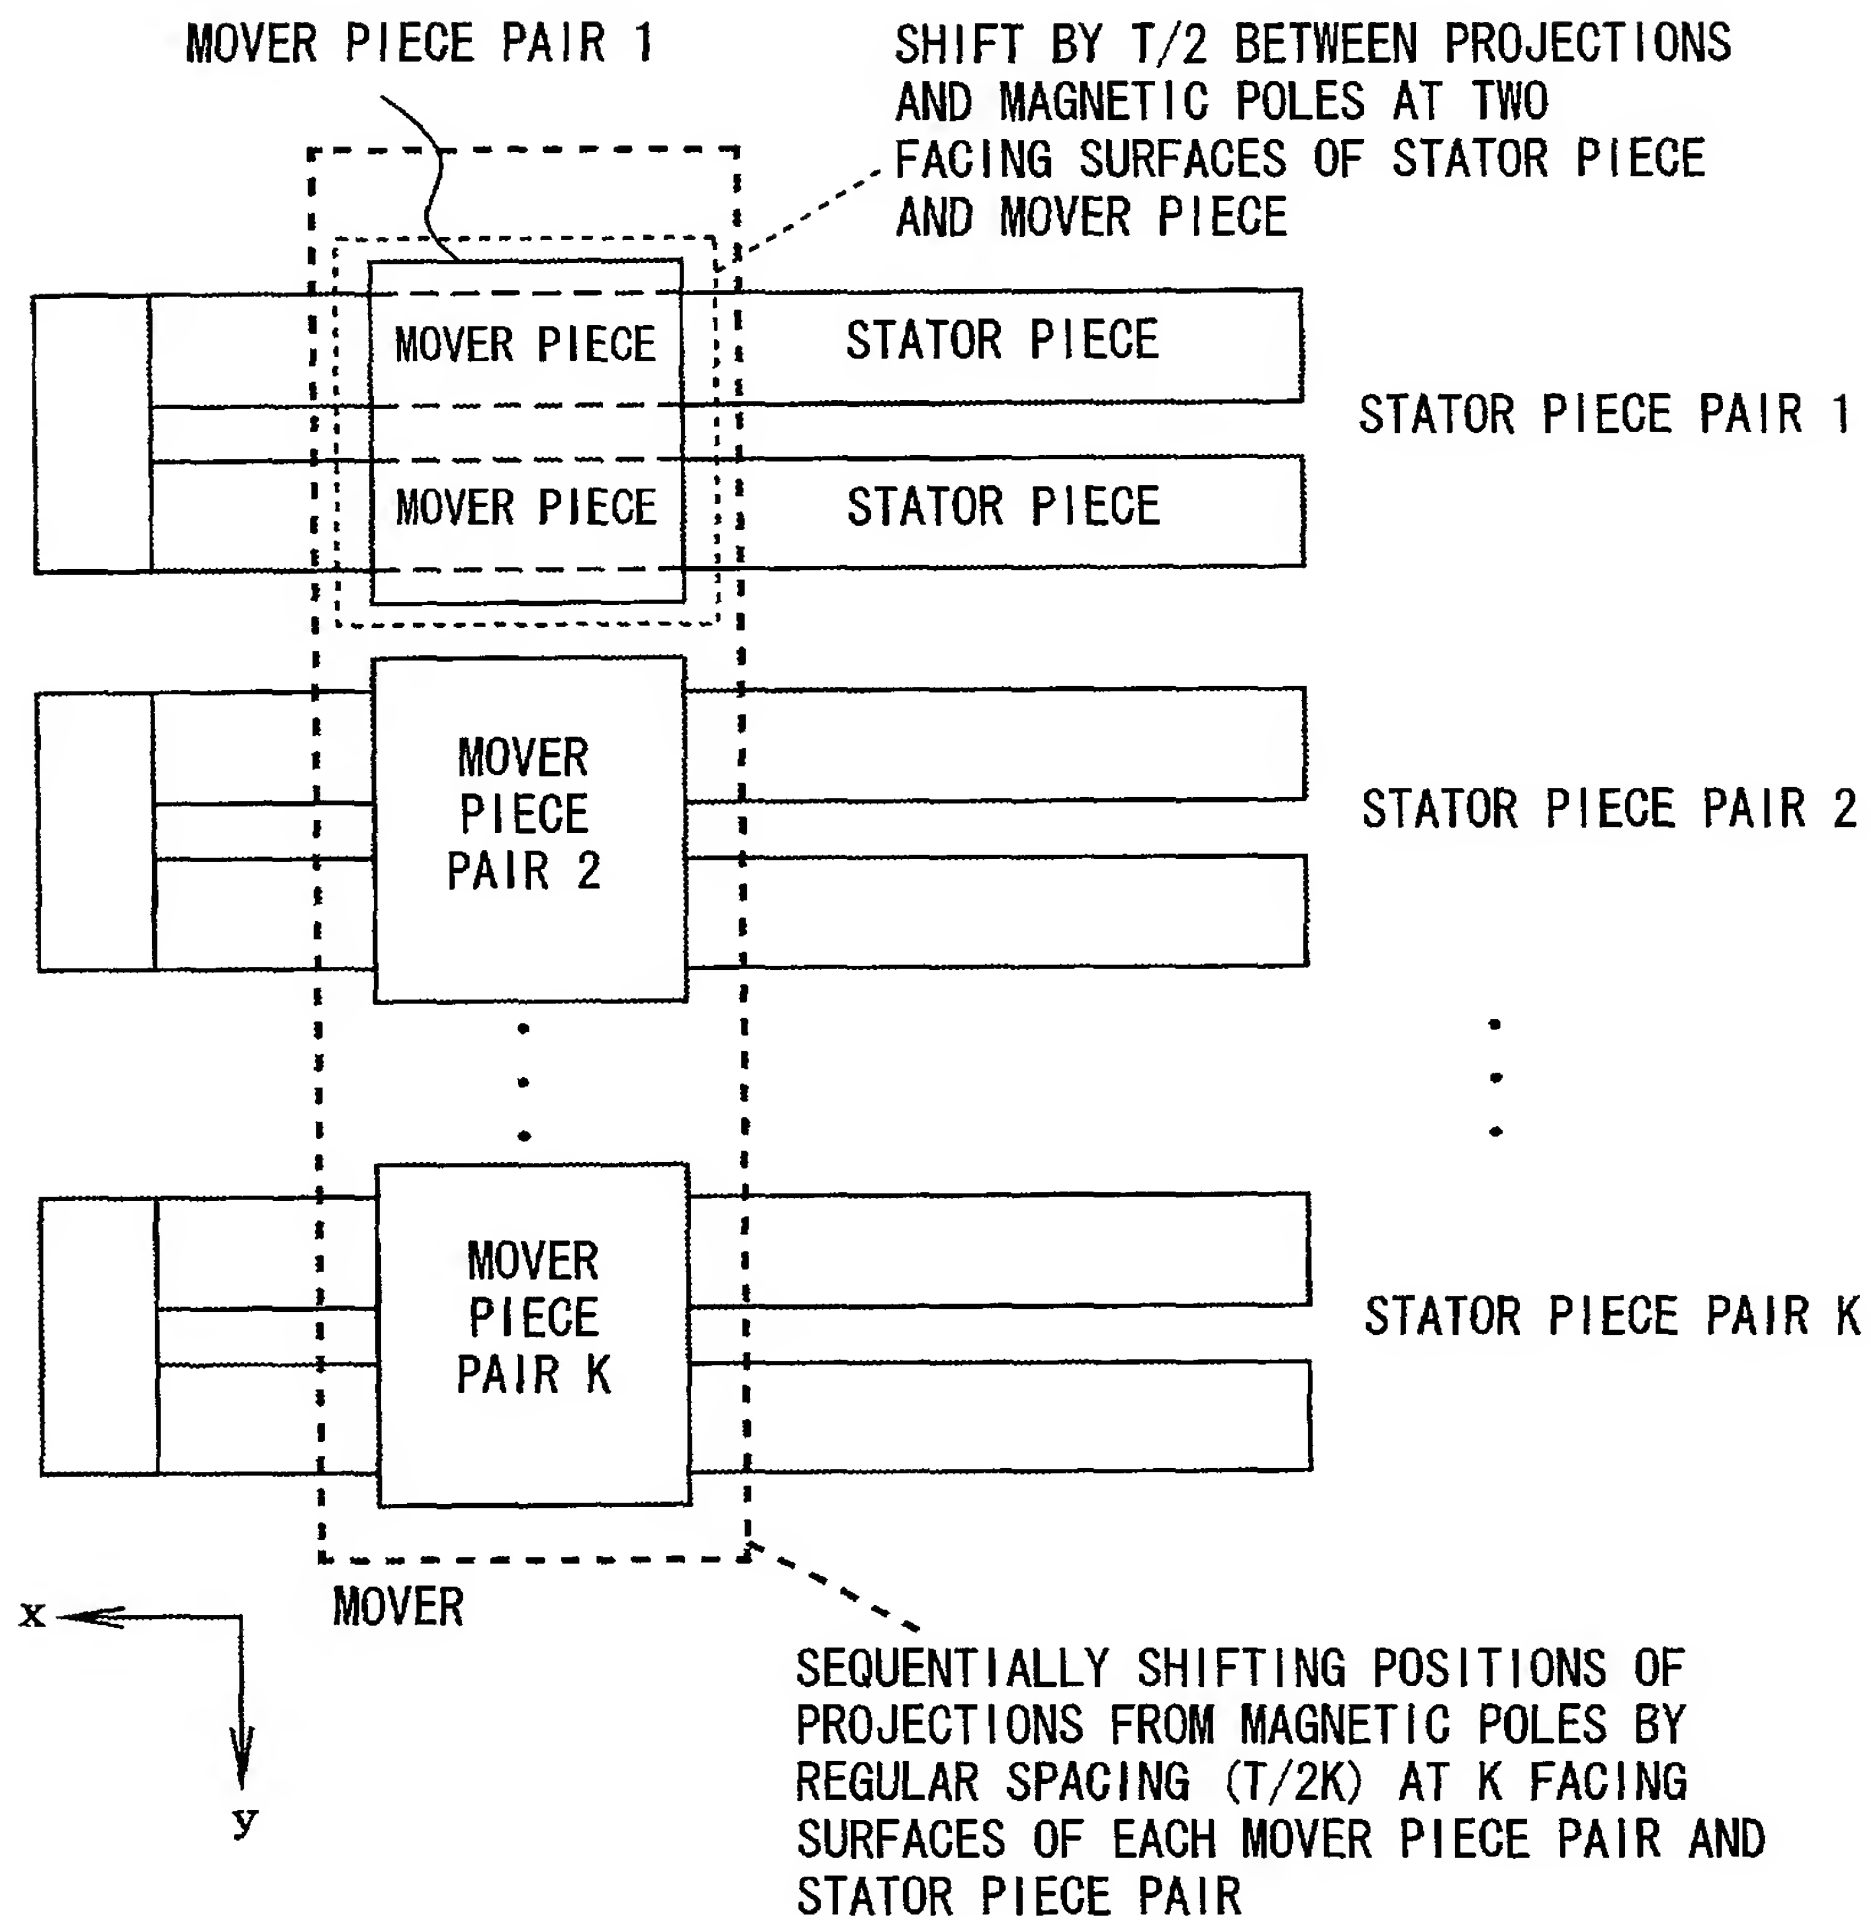 MOVER PIECE PAIR 1
SHIFT BY T/2 BETWEEN PROJECTIONS
AND MAGNETIC POLES AT TWO
FACING SURFACES OF STATOR PIECE
AND MOVER PIECE
MOVER PIECE
STATOR PIECE
STATOR PIECE PAIR 1
MOVER PIECE
STATOR PIECE
MOVER
PIECE
PAIR 2
STATOR PIECE PAIR 2
MOVER
PIECE
PAIR K
STATOR PIECE PAIR K
MOVER
x
y
SEQUENTIALLY SHIFTING POSITIONS OF
PROJECTIONS FROM MAGNETIC POLES BY
REGULAR SPACING (T/2K) AT K FACING
SURFACES OF EACH MOVER PIECE PAIR AND
STATOR PIECE PAIR